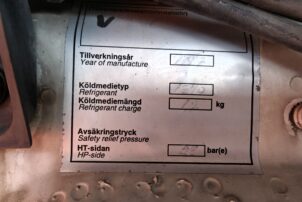 Tillverkningsår
Year of manufacture
Köldmedietyp
Refrigerant
Köldmediemängd
Refrigerant charge
kg
Avsäkringstryck
Safety relief pressure
HT-sidan
bar(e)
HP-side